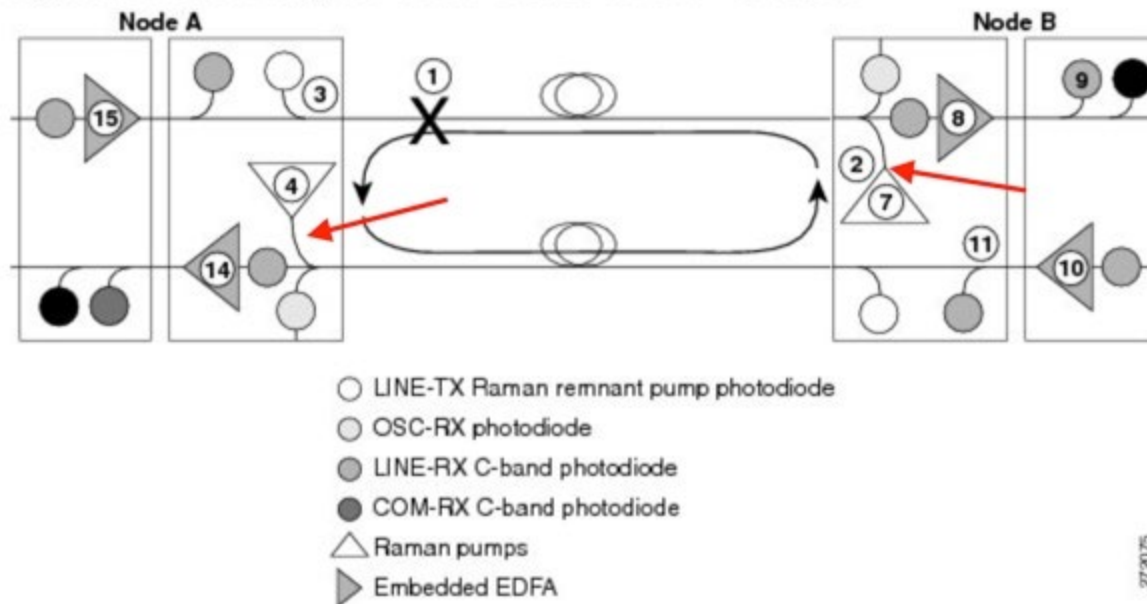 Node A
Node B
1
3
15
9
8
2
4
7
11
14
10
LINE-TX Raman remnant pump photodiode
OSC-RX photodiode
LINE-RX C-band photodiode
COM-RX C-band photodiode
Raman pumps
Embedded EDFA